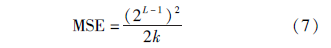 MSE = (2^{L-1})^2 / 2k (7)